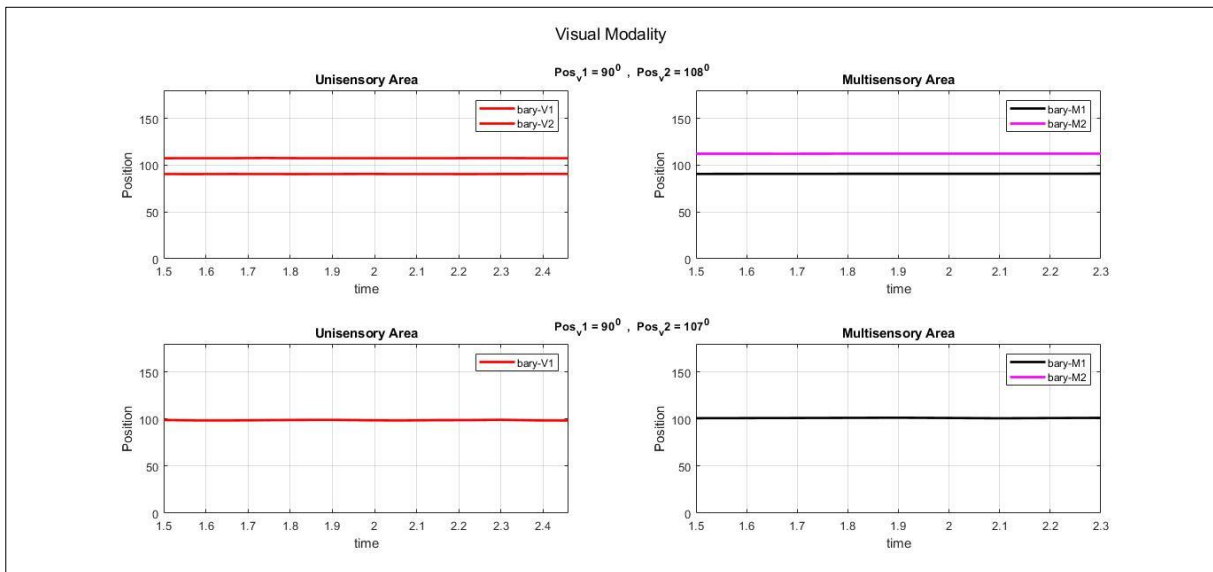 Visual Modality
Pos_v1 = 90^0 , Pos_v2 = 108^0
Unisensory Area
Position
150
100
50
0
bary-V1
bary-V2
1.5 1.6 1.7 1.8 1.9 2 2.1 2.2 2.3 2.4
time
Multisensory Area
Position
150
100
50
0
bary-M1
bary-M2
1.5 1.6 1.7 1.8 1.9 2 2.1 2.2 2.3
time
Pos_v1 = 90^0 , Pos_v2 = 107^0
Unisensory Area
Position
150
100
50
0
bary-V1
1.5 1.6 1.7 1.8 1.9 2 2.1 2.2 2.3 2.4
time
Multisensory Area
Position
150
100
50
0
bary-M1
bary-M2
1.5 1.6 1.7 1.8 1.9 2 2.1 2.2 2.3
time